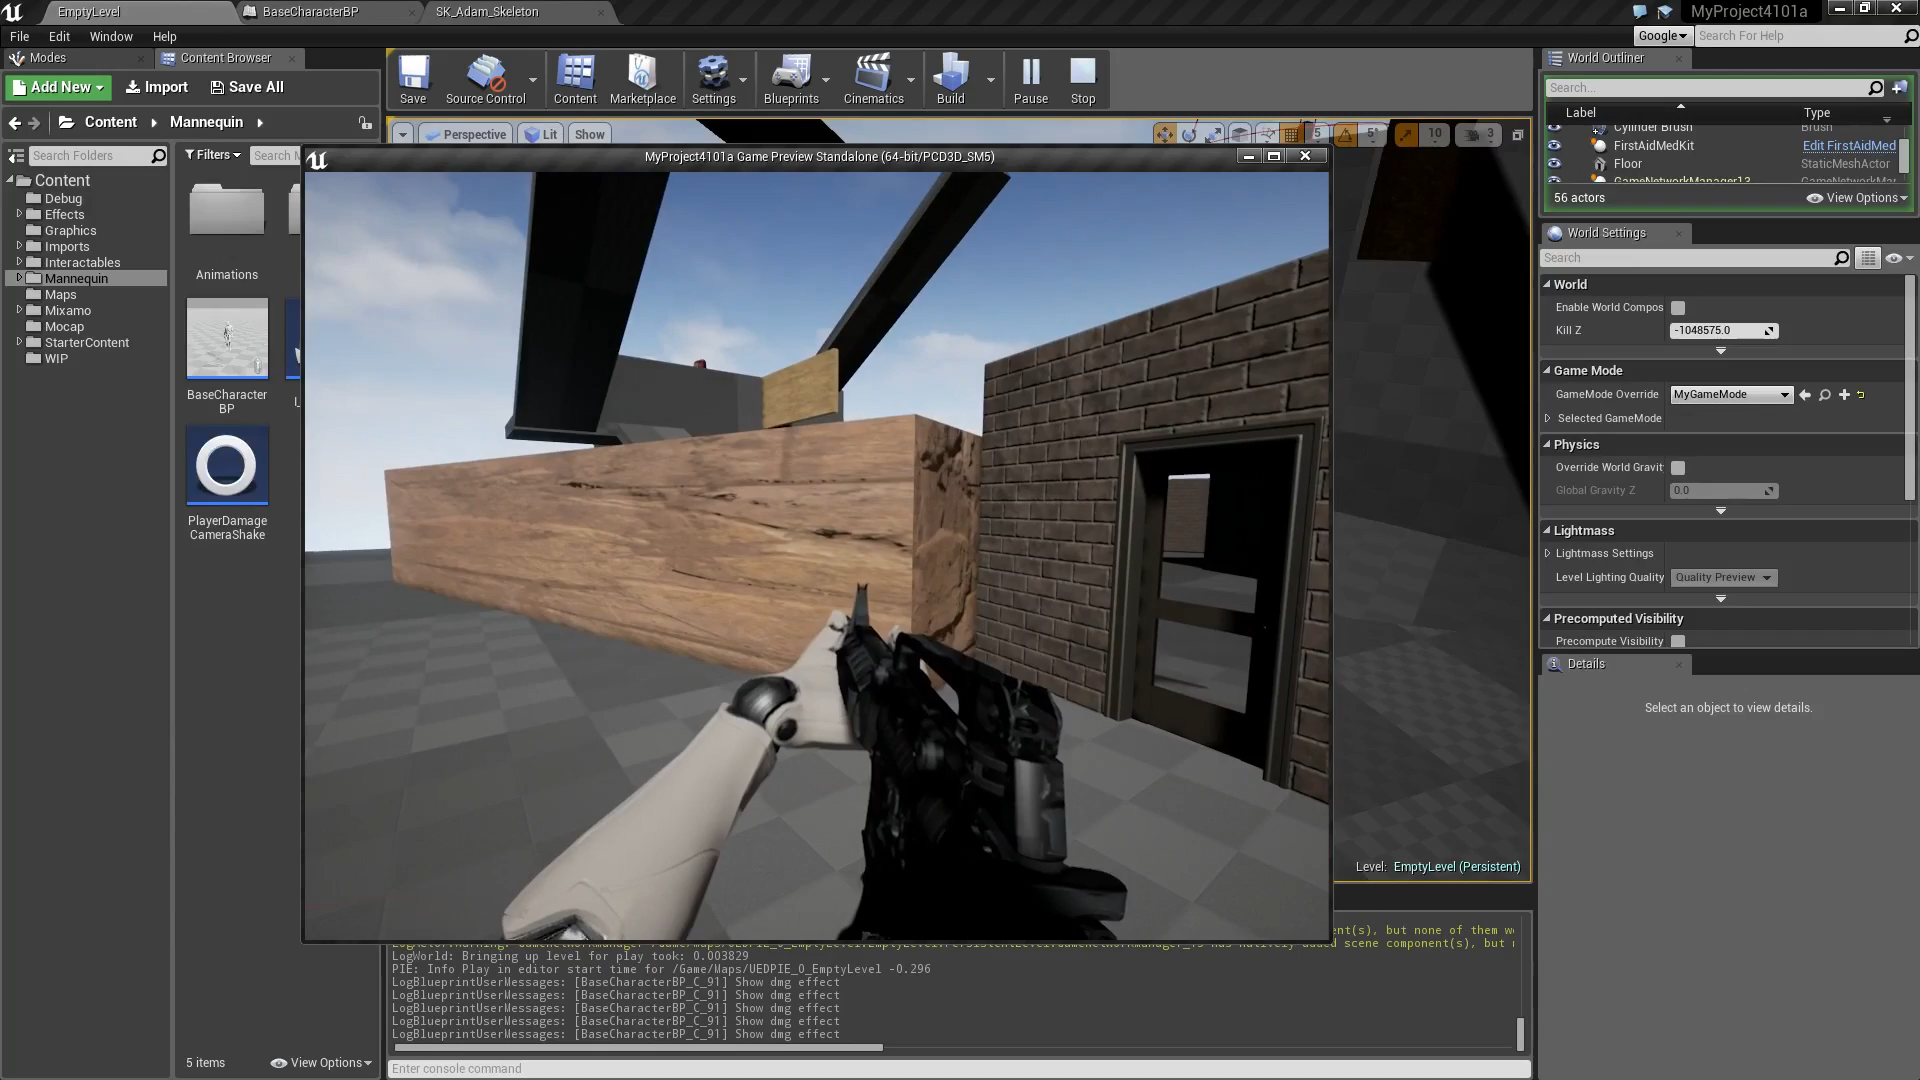 EmptyLevel
BaseCharacterBP
SK_Adam_Skeleton
MyProject4101a
File Edit Window Help
Google
Search For Help
Modes
Content Browser
World Outliner
Add New
Import
Save All
Save
Source Control
Content
Marketplace
Settings
Blueprints
Cinematics
Build
Pause
Stop
Search...
Label
Type
Content
Mannequin
Perspective
Lit
Show
5
5°
10
3
Cylinder Brush
Brush
FirstAidMedKit
Edit FirstAidMed
Floor
StaticMeshActor
GameNetworkManager13
56 actors
View Options
Search Folders
Filters
Search M
MyProject4101a Game Preview Standalone (64-bit/PCD3D_SM5)
Content
Debug
Effects
Graphics
Imports
Interactables
Mannequin
Maps
Mixamo
Mocap
StarterContent
WIP
Animations
BaseCharacter
BP
PlayerDamage
CameraShake
5 items
View Options
World Settings
Search
World
Enable World Compos
Kill Z
-1048575.0
Game Mode
GameMode Override
MyGameMode
Selected GameMode
Physics
Override World Gravit
Global Gravity Z
0.0
Lightmass
Lightmass Settings
Level Lighting Quality
Quality Preview
Precomputed Visibility
Precompute Visibility
Details
Select an object to view details.
Level: EmptyLevel (Persistent)
LogWorld: Bringing up level for play took: 0.003829
PIE: Info Play in editor start time for /Game/Maps/UEDPIE_0_EmptyLevel -0.296
LogBlueprintUserMessages: [BaseCharacterBP_C_91] Show dmg effect
LogBlueprintUserMessages: [BaseCharacterBP_C_91] Show dmg effect
LogBlueprintUserMessages: [BaseCharacterBP_C_91] Show dmg effect
LogBlueprintUserMessages: [BaseCharacterBP_C_91] Show dmg effect
LogBlueprintUserMessages: [BaseCharacterBP_C_91] Show dmg effect
Enter console command